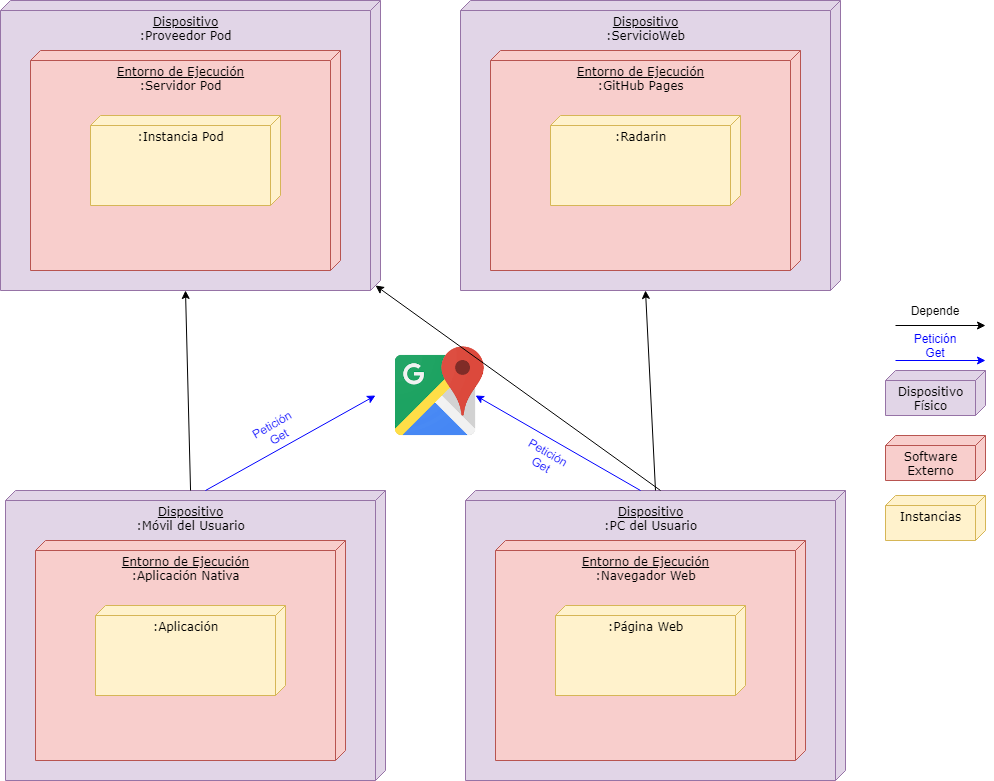 Dispositivo
:Proveedor Pod
Entorno de Ejecución
:Servidor Pod
:Instancia Pod
Dispositivo
:ServicioWeb
Entorno de Ejecución
:GitHub Pages
:Radarin
Depende
Petición
Get
Dispositivo
Físico
Software
Externo
Instancias
G
Petición
Get
Petición
Get
Dispositivo
:Móvil del Usuario
Entorno de Ejecución
:Aplicación Nativa
:Aplicación
Dispositivo
:PC del Usuario
Entorno de Ejecución
:Navegador Web
:Página Web